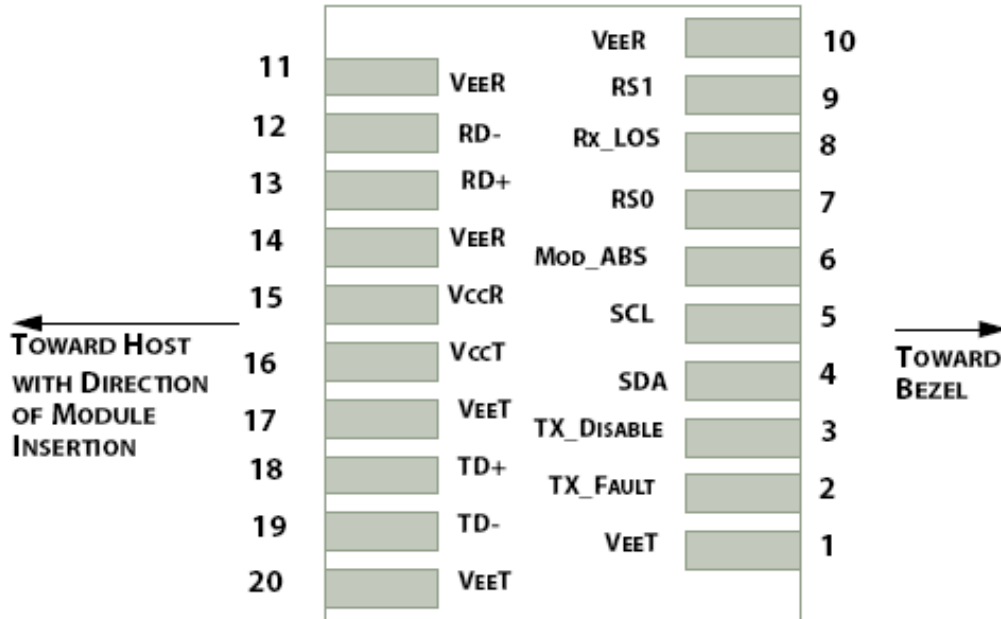 VEER 10
11 VEER
RS1 9
12 RD-
Rx_LOS 8
13 RD+
RS0 7
14 VEER
MOD_ABS 6
15 VCCR
SCL 5
16 VCCT
SDA 4
17 VEET
TX_DISABLE 3
18 TD+
TX_FAULT 2
19 TD-
VEET 1
20 VEET
TOWARD HOST
WITH DIRECTION
OF MODULE
INSERTION
TOWARD
BEZEL